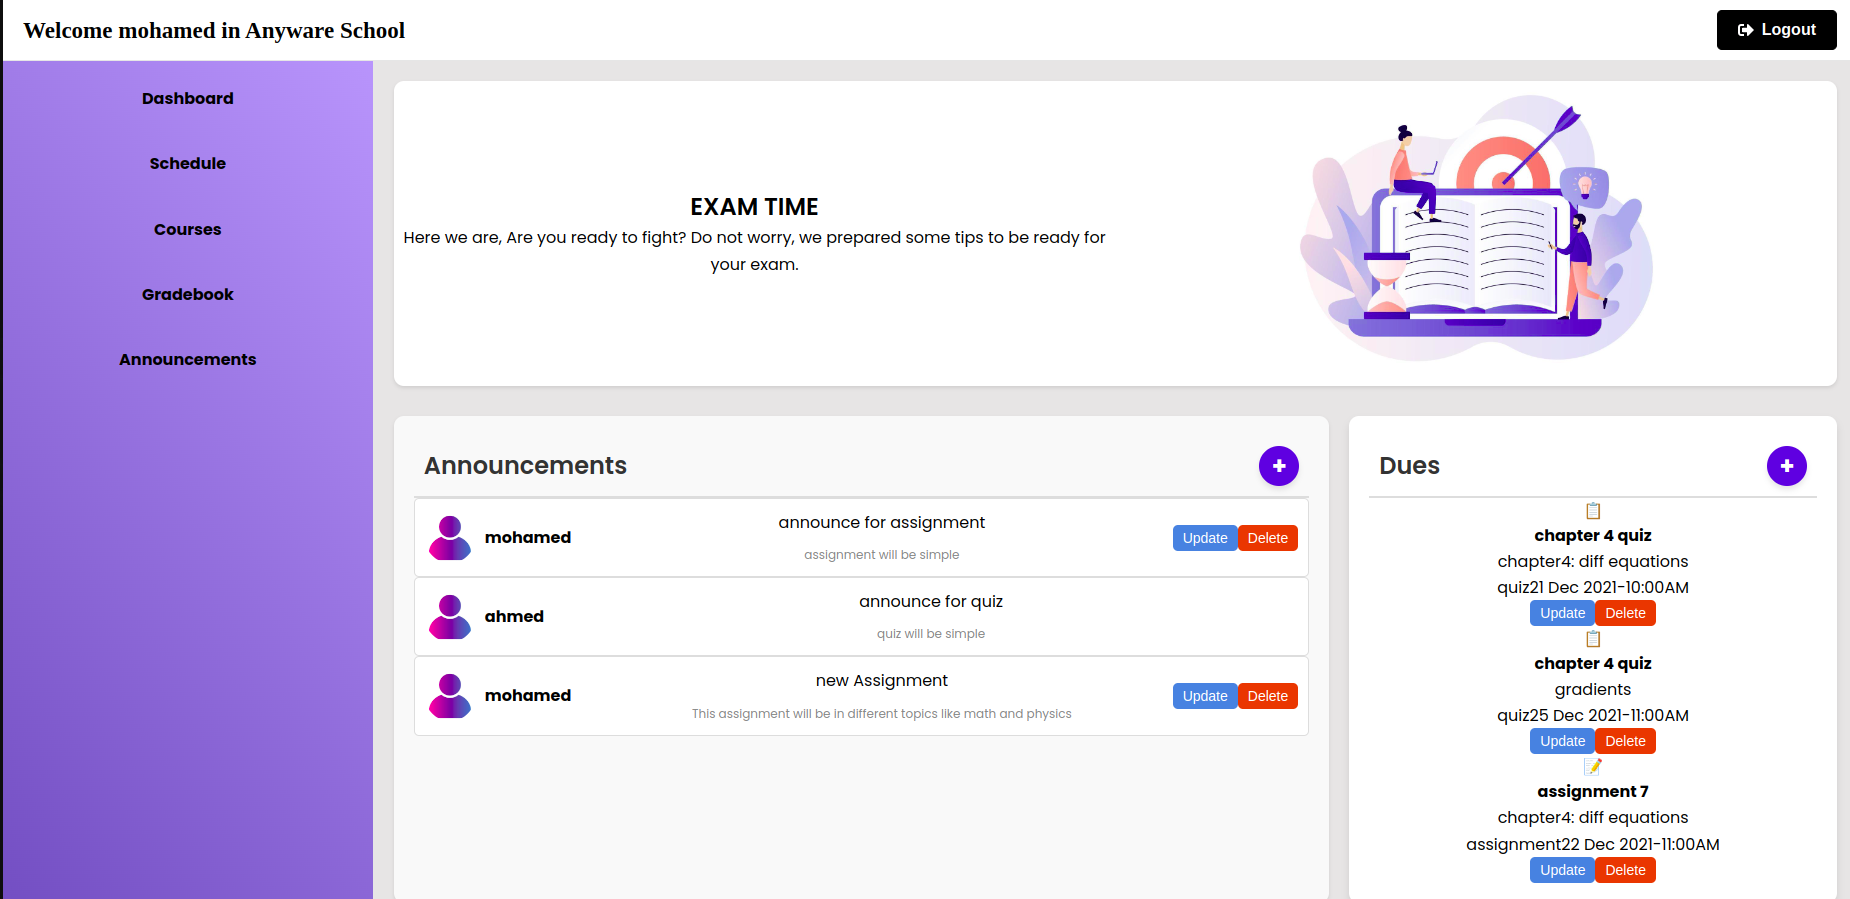 Welcome mohamed in Anyware School
Logout
Dashboard
Schedule
Courses
Gradebook
Announcements
EXAM TIME
Here we are, Are you ready to fight? Do not worry, we prepared some tips to be ready for
your exam.
Announcements
+
mohamed
announce for assignment
assignment will be simple
Update
Delete
ahmed
announce for quiz
quiz will be simple
mohamed
new Assignment
This assignment will be in different topics like math and physics
Update
Delete
Dues
+
chapter 4 quiz
chapter4: diff equations
quiz21 Dec 2021-10:00AM
Update
Delete
chapter 4 quiz
gradients
quiz25 Dec 2021-11:00AM
Update
Delete
assignment 7
chapter4: diff equations
assignment22 Dec 2021-11:00AM
Update
Delete